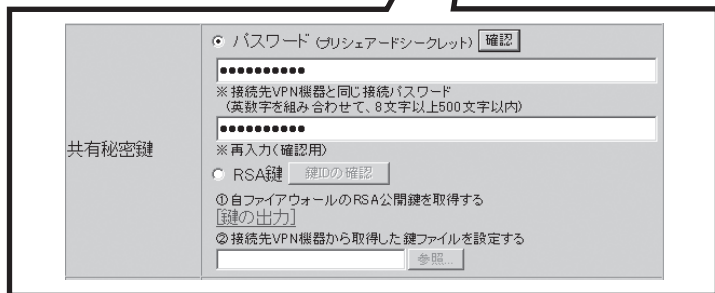 共有秘密鍵
パスワード (プリシェアードシークレット) 確認
●●●●●●●●●●
※接続先VPN機器と同じ接続パスワード
(英数字を組み合わせて、8文字以上500文字以内)
●●●●●●●●●●
※再入力(確認用)
RSA鍵 鍵IDの確認
①自ファイアウォールのRSA公開鍵を取得する
[鍵の出力]
②接続先VPN機器から取得した鍵ファイルを設定する
参照...